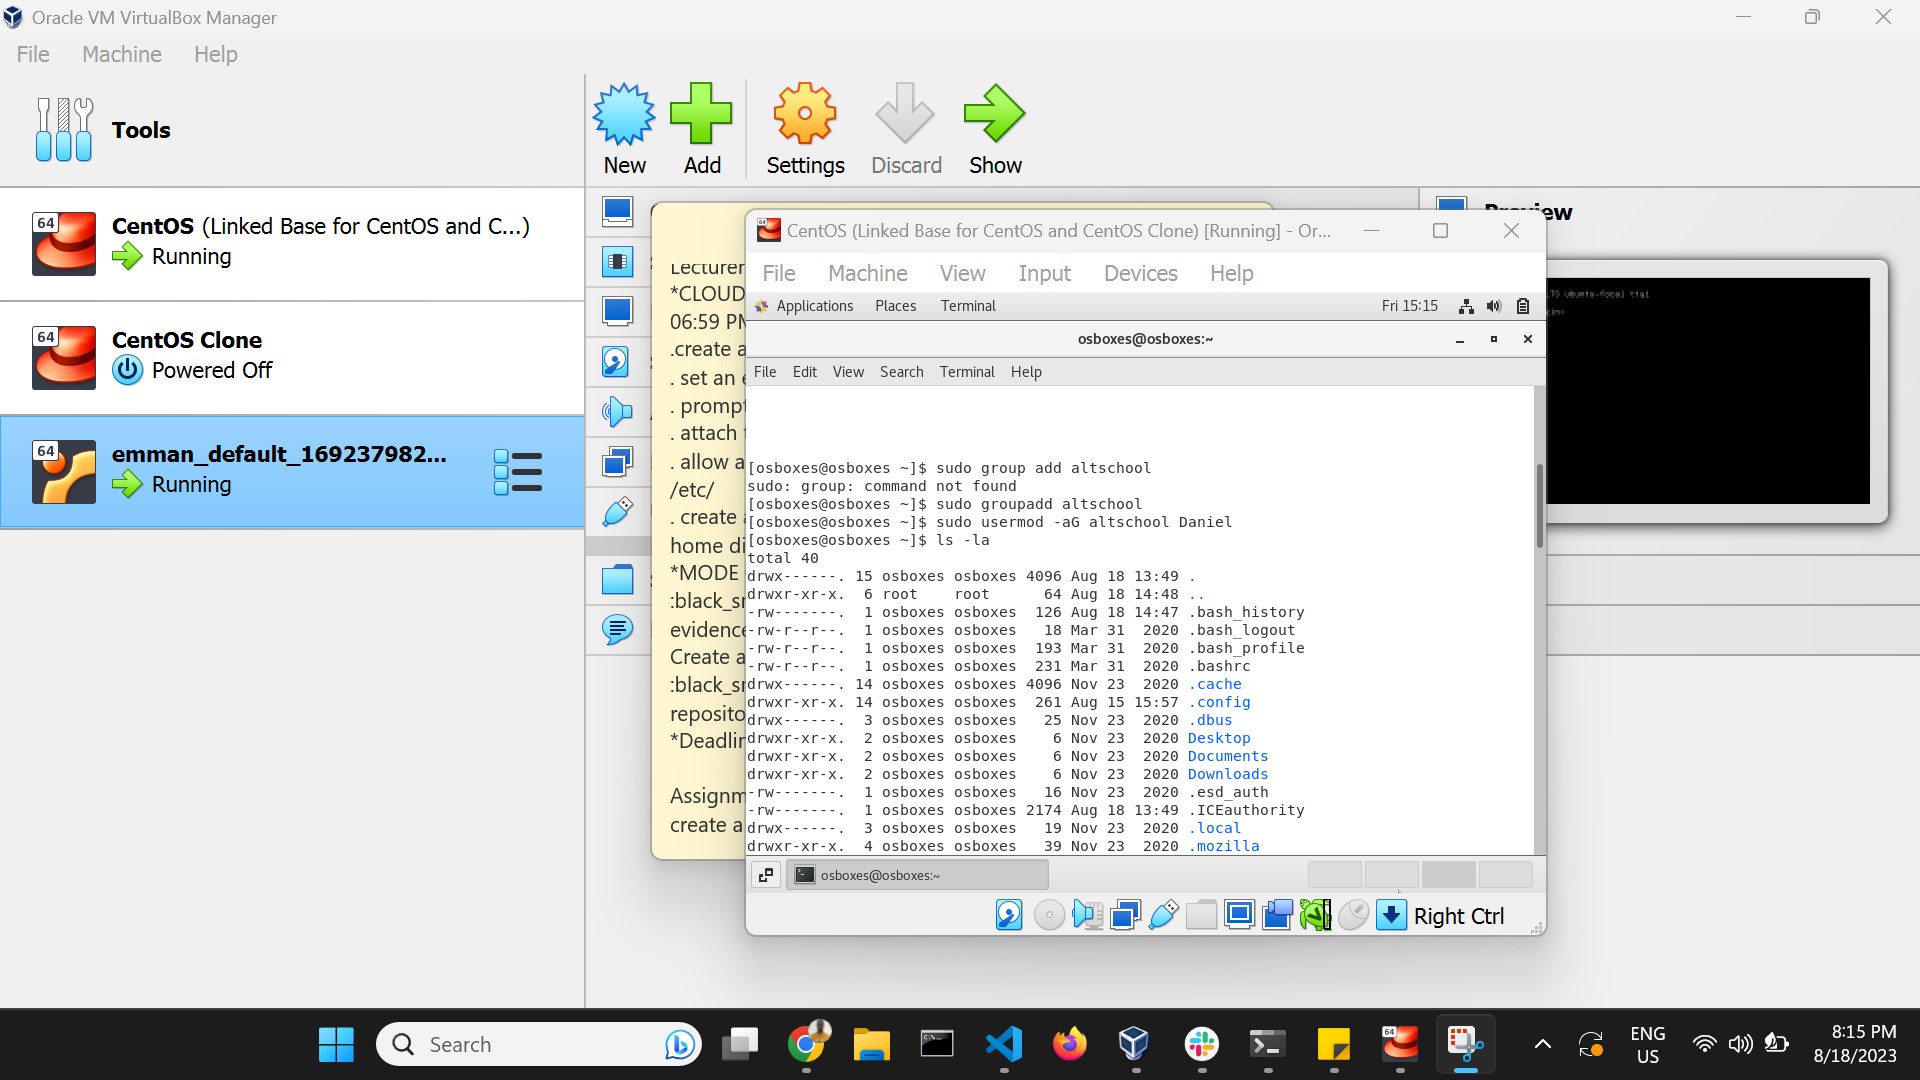 Oracle VM VirtualBox Manager
File Machine Help
Tools
New Add Settings Discard Show
64
CentOS (Linked Base for CentOS and C...)
Running
64
CentOS Clone
Powered Off
64
emman_default_169237982...
Running
Preview
Lecturer
*CLOUD
06:59 PM
.create a
. set an e
. prompt
. attach t
. allow a
/etc/
. create a
home di
*MODE
:black_sr
evidence
Create a
:black_sr
reposito
*Deadlin
Assignm
create a
CentOS (Linked Base for CentOS and CentOS Clone) [Running] - Or...
File Machine View Input Devices Help
Applications Places Terminal Fri 15:15
osboxes@osboxes:~
File Edit View Search Terminal Help
[osboxes@osboxes ~]$ sudo group add altschool
sudo: group: command not found
[osboxes@osboxes ~]$ sudo groupadd altschool
[osboxes@osboxes ~]$ sudo usermod -aG altschool Daniel
[osboxes@osboxes ~]$ ls -la
total 40
drwx------. 15 osboxes osboxes 4096 Aug 18 13:49 .
drwxr-xr-x. 6 root root 64 Aug 18 14:48 ..
-rw-------. 1 osboxes osboxes 126 Aug 18 14:47 .bash_history
-rw-r--r--. 1 osboxes osboxes 18 Mar 31 2020 .bash_logout
-rw-r--r--. 1 osboxes osboxes 193 Mar 31 2020 .bash_profile
-rw-r--r--. 1 osboxes osboxes 231 Mar 31 2020 .bashrc
drwx------. 14 osboxes osboxes 4096 Nov 23 2020 .cache
drwxr-xr-x. 14 osboxes osboxes 261 Aug 15 15:57 .config
drwx------. 3 osboxes osboxes 25 Nov 23 2020 .dbus
drwxr-xr-x. 2 osboxes osboxes 6 Nov 23 2020 Desktop
drwxr-xr-x. 2 osboxes osboxes 6 Nov 23 2020 Documents
drwxr-xr-x. 2 osboxes osboxes 6 Nov 23 2020 Downloads
-rw-------. 1 osboxes osboxes 16 Nov 23 2020 .esd_auth
-rw-------. 1 osboxes osboxes 2174 Aug 18 13:49 .ICEauthority
drwx------. 3 osboxes osboxes 19 Nov 23 2020 .local
drwxr-xr-x. 4 osboxes osboxes 39 Nov 23 2020 .mozilla
osboxes@osboxes:~
Right Ctrl
Search
64
ENG
US
8:15 PM
8/18/2023